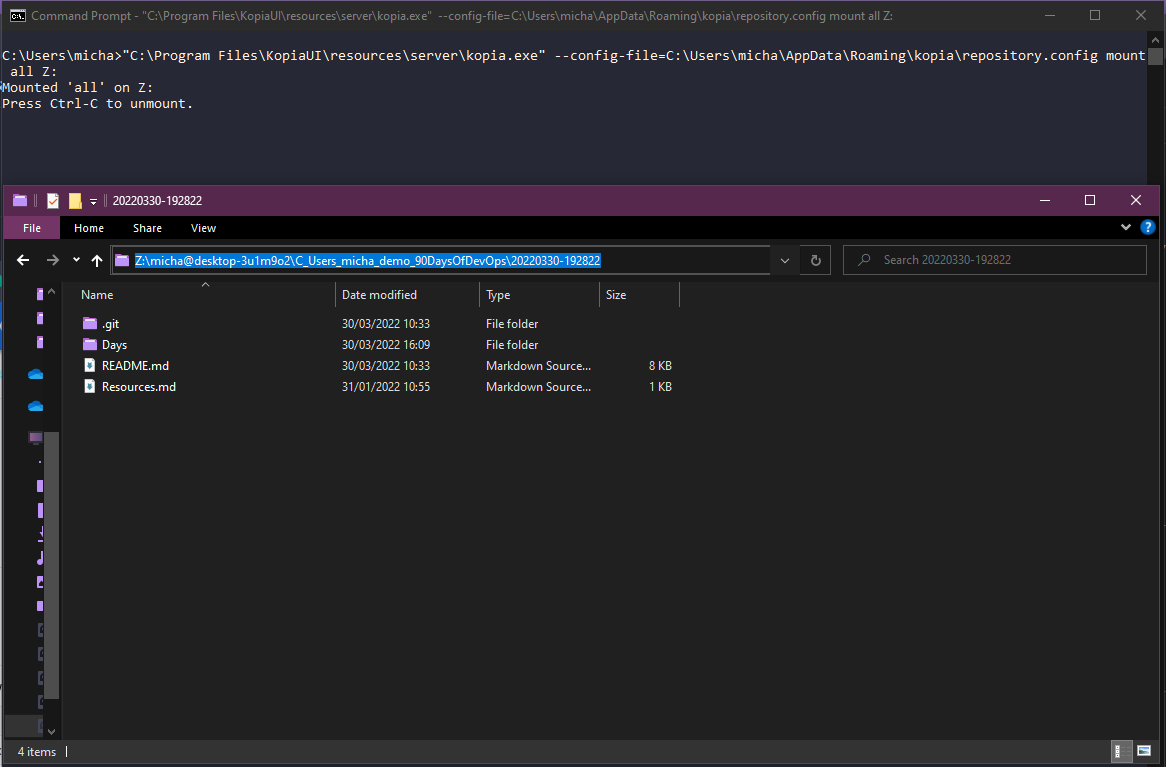 Command Prompt - "C:\Program Files\KopiaUI\resources\server\kopia.exe" --config-file=C:\Users\micha\AppData\Roaming\kopia\repository.config mount all Z:
C:\Users\micha>"C:\Program Files\KopiaUI\resources\server\kopia.exe" --config-file=C:\Users\micha\AppData\Roaming\kopia\repository.config mount
all Z:
Mounted 'all' on Z:
Press Ctrl-C to unmount.
20220330-192822
File Home Share View
Z:\micha@desktop-3u1m9o2\C_Users_micha_demo_90DaysOfDevOps\20220330-192822 Search 20220330-192822
Name Date modified Type Size
.git 30/03/2022 10:33 File folder
Days 30/03/2022 16:09 File folder
README.md 30/03/2022 10:33 Markdown Source... 8 KB
Resources.md 31/01/2022 10:55 Markdown Source... 1 KB
4 items